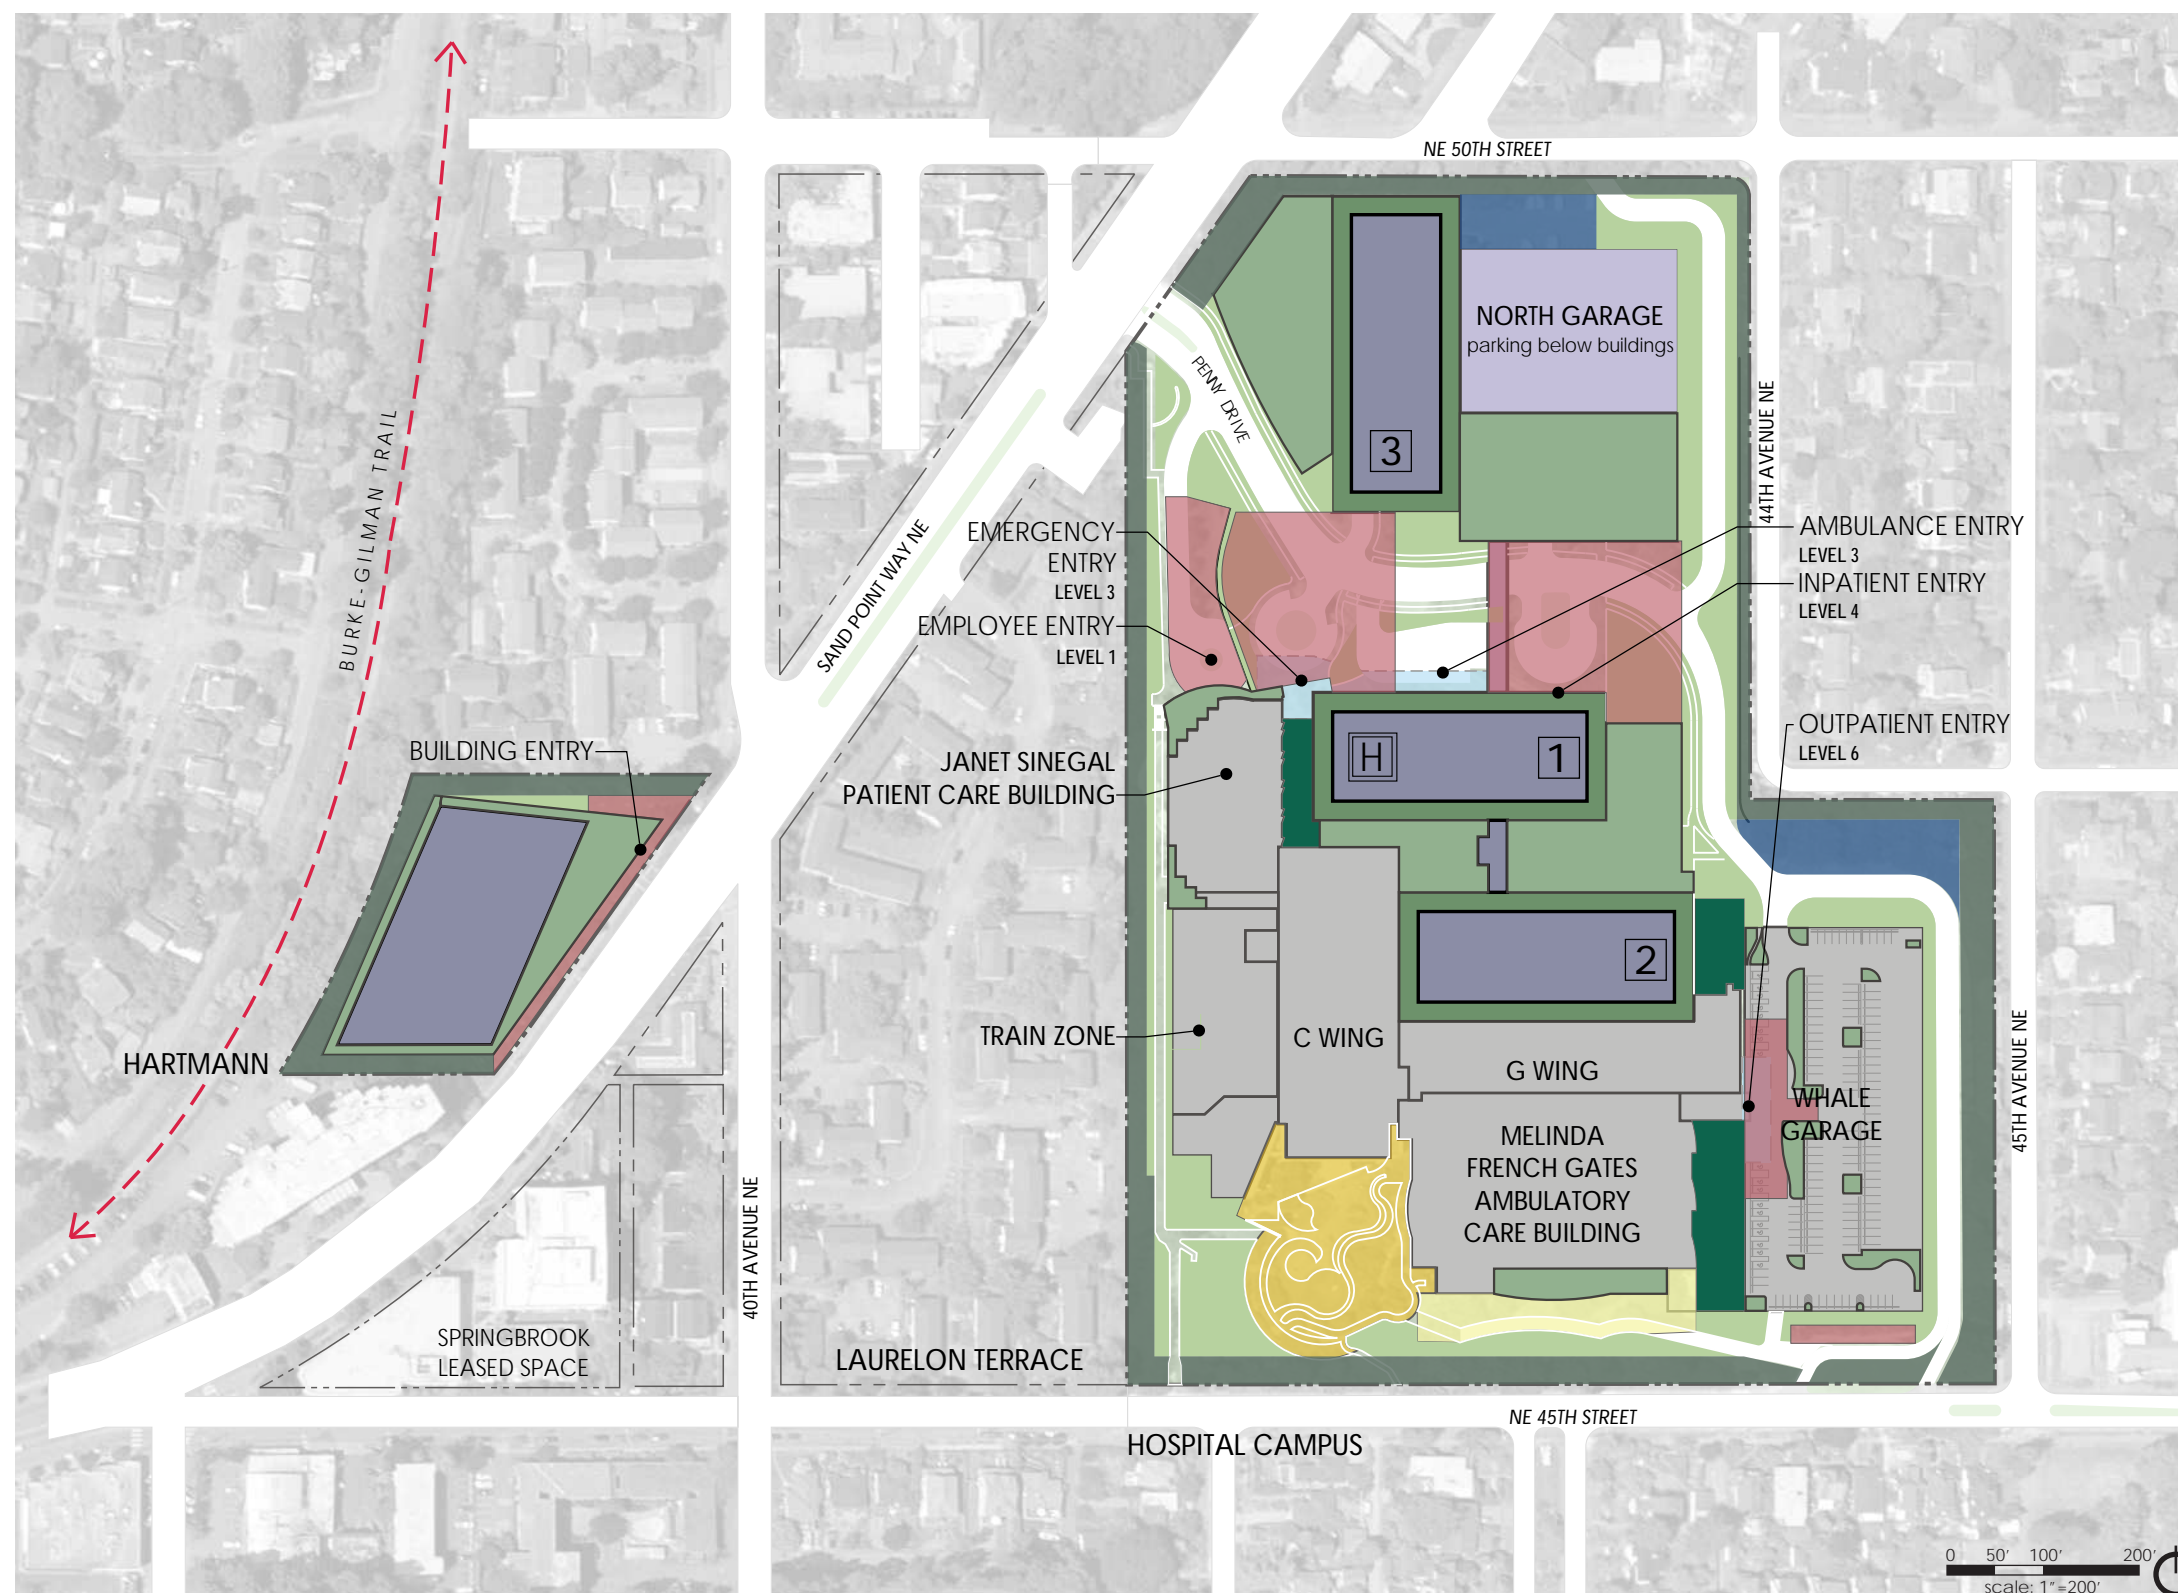 NE 50TH STREET
BURKE-GILMAN TRAIL
SAND POINT WAY NE
PENNY DRIVE
NORTH GARAGE
parking below buildings
3
44TH AVENUE NE
EMERGENCY
ENTRY
LEVEL 3
EMPLOYEE ENTRY
LEVEL 1
AMBULANCE ENTRY
LEVEL 3
INPATIENT ENTRY
LEVEL 4
OUTPATIENT ENTRY
LEVEL 6
BUILDING ENTRY
JANET SINEGAL
PATIENT CARE BUILDING
H
1
2
TRAIN ZONE
C WING
G WING
HARTMANN
MELINDA
FRENCH GATES
AMBULATORY
CARE BUILDING
WHALE
GARAGE
45TH AVENUE NE
40TH AVENUE NE
SPRINGBROOK
LEASED SPACE
LAURELON TERRACE
NE 45TH STREET
HOSPITAL CAMPUS
0 50' 100' 200'
scale: 1"=200'